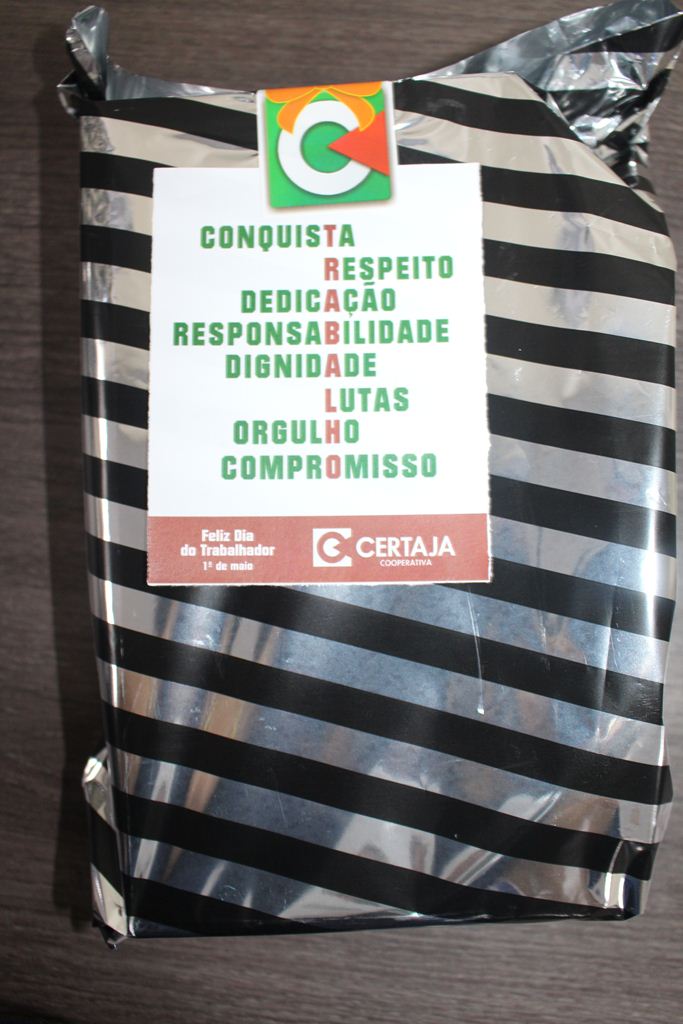 CONQUISTA
RESPEITO
DEDICAÇÃO
RESPONSABILIDADE
DIGNIDADE
LUTAS
ORGULHO
COMPROMISSO
Feliz Dia
do Trabalhador
1º de maio
CERTAJA
COOPERATIVA